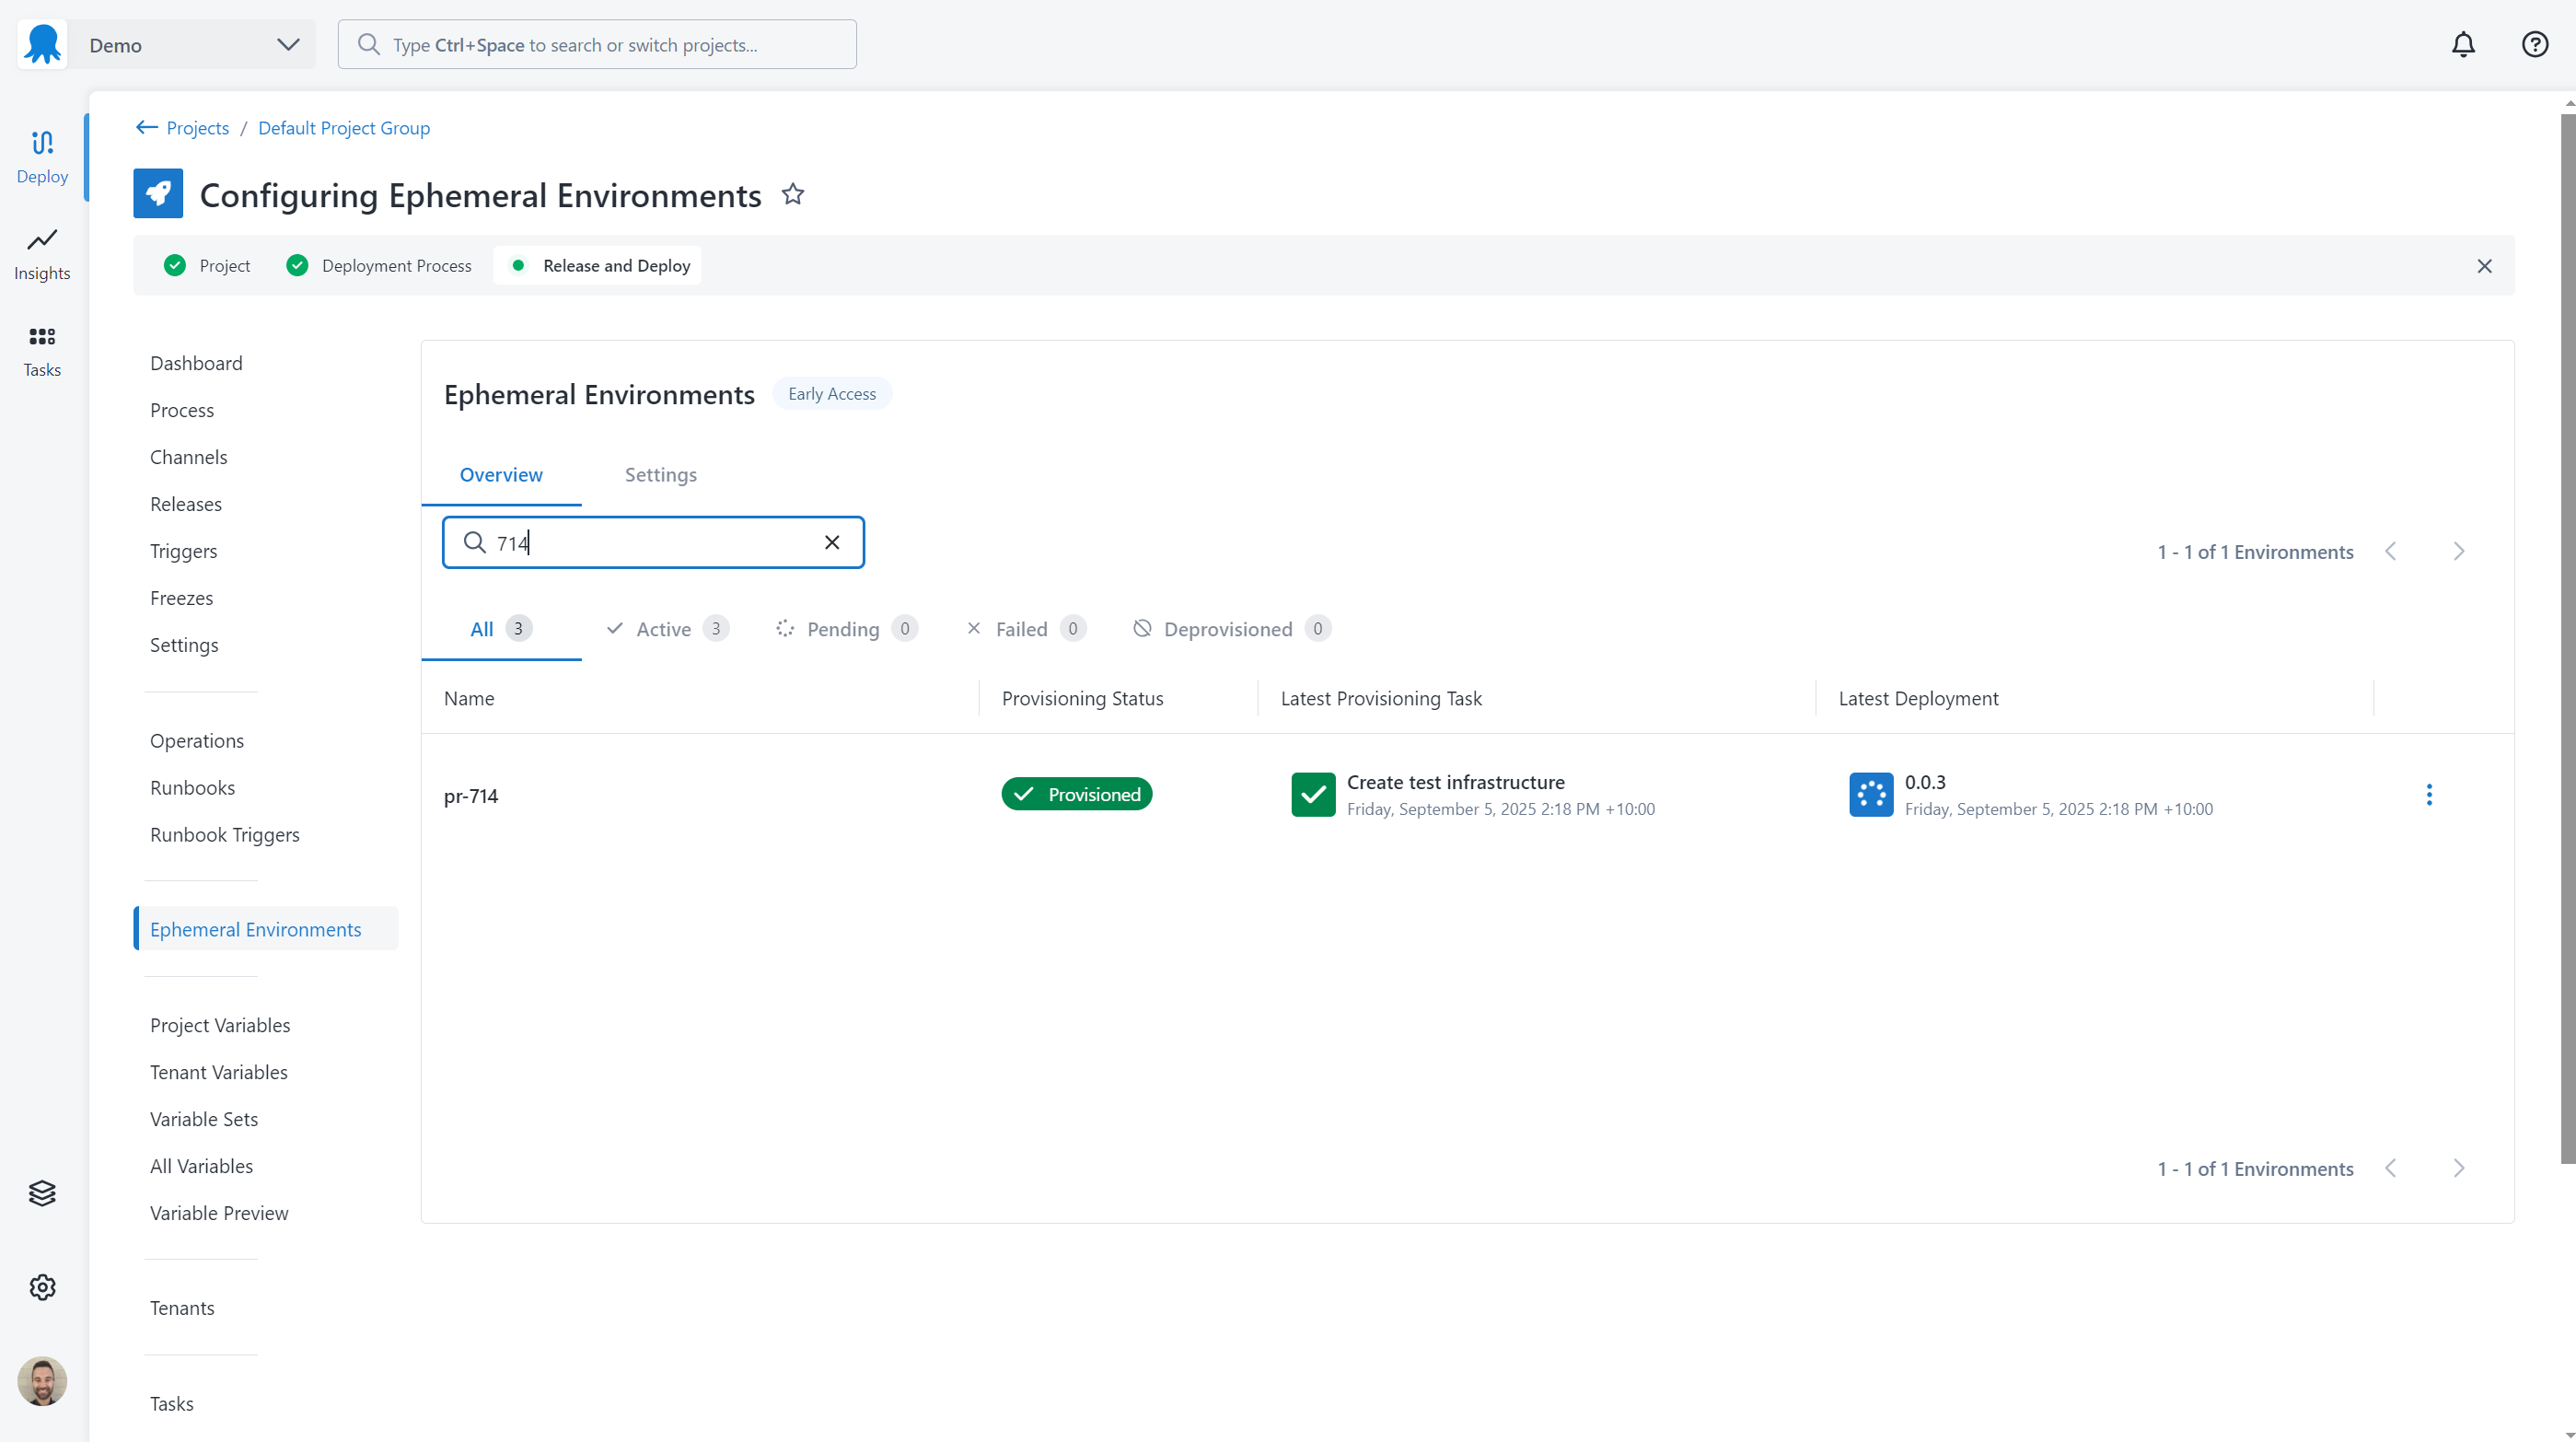 Demo
Type Ctrl+Space to search or switch projects...
Projects / Default Project Group
Deploy
Configuring Ephemeral Environments
Insights
Project
Deployment Process
Release and Deploy
Tasks
Dashboard
Process
Channels
Releases
Triggers
Freezes
Settings
Operations
Runbooks
Runbook Triggers
Ephemeral Environments
Project Variables
Tenant Variables
Variable Sets
All Variables
Variable Preview
Tenants
Tasks
Ephemeral Environments Early Access
Overview Settings
714
1 - 1 of 1 Environments
All 3 Active 3 Pending 0 Failed 0 Deprovisioned 0
Name Provisioning Status Latest Provisioning Task Latest Deployment
pr-714
Provisioned
Create test infrastructure
Friday, September 5, 2025 2:18 PM +10:00
0.0.3
Friday, September 5, 2025 2:18 PM +10:00
1 - 1 of 1 Environments